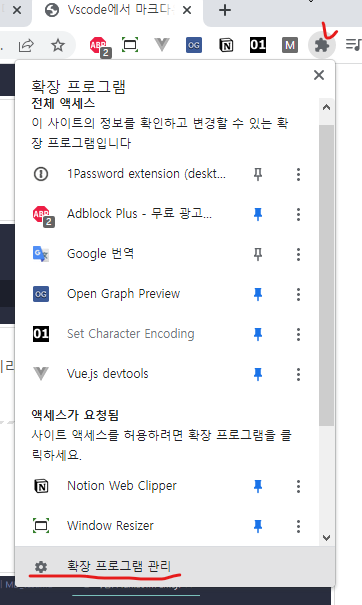 Vscode에서 마크다
ABP
2
OG
01
M
확장 프로그램
전체 액세스
이 사이트의 정보를 확인하고 변경할 수 있는 확
장 프로그램입니다
1Password extension (deskt...
ABP
2
Adblock Plus - 무료 광고...
Google 번역
OG
Open Graph Preview
01
Set Character Encoding
Vue.js devtools
액세스가 요청됨
사이트 액세스를 허용하려면 확장 프로그램을 클
릭하세요.
Notion Web Clipper
Window Resizer
확장 프로그램 관리